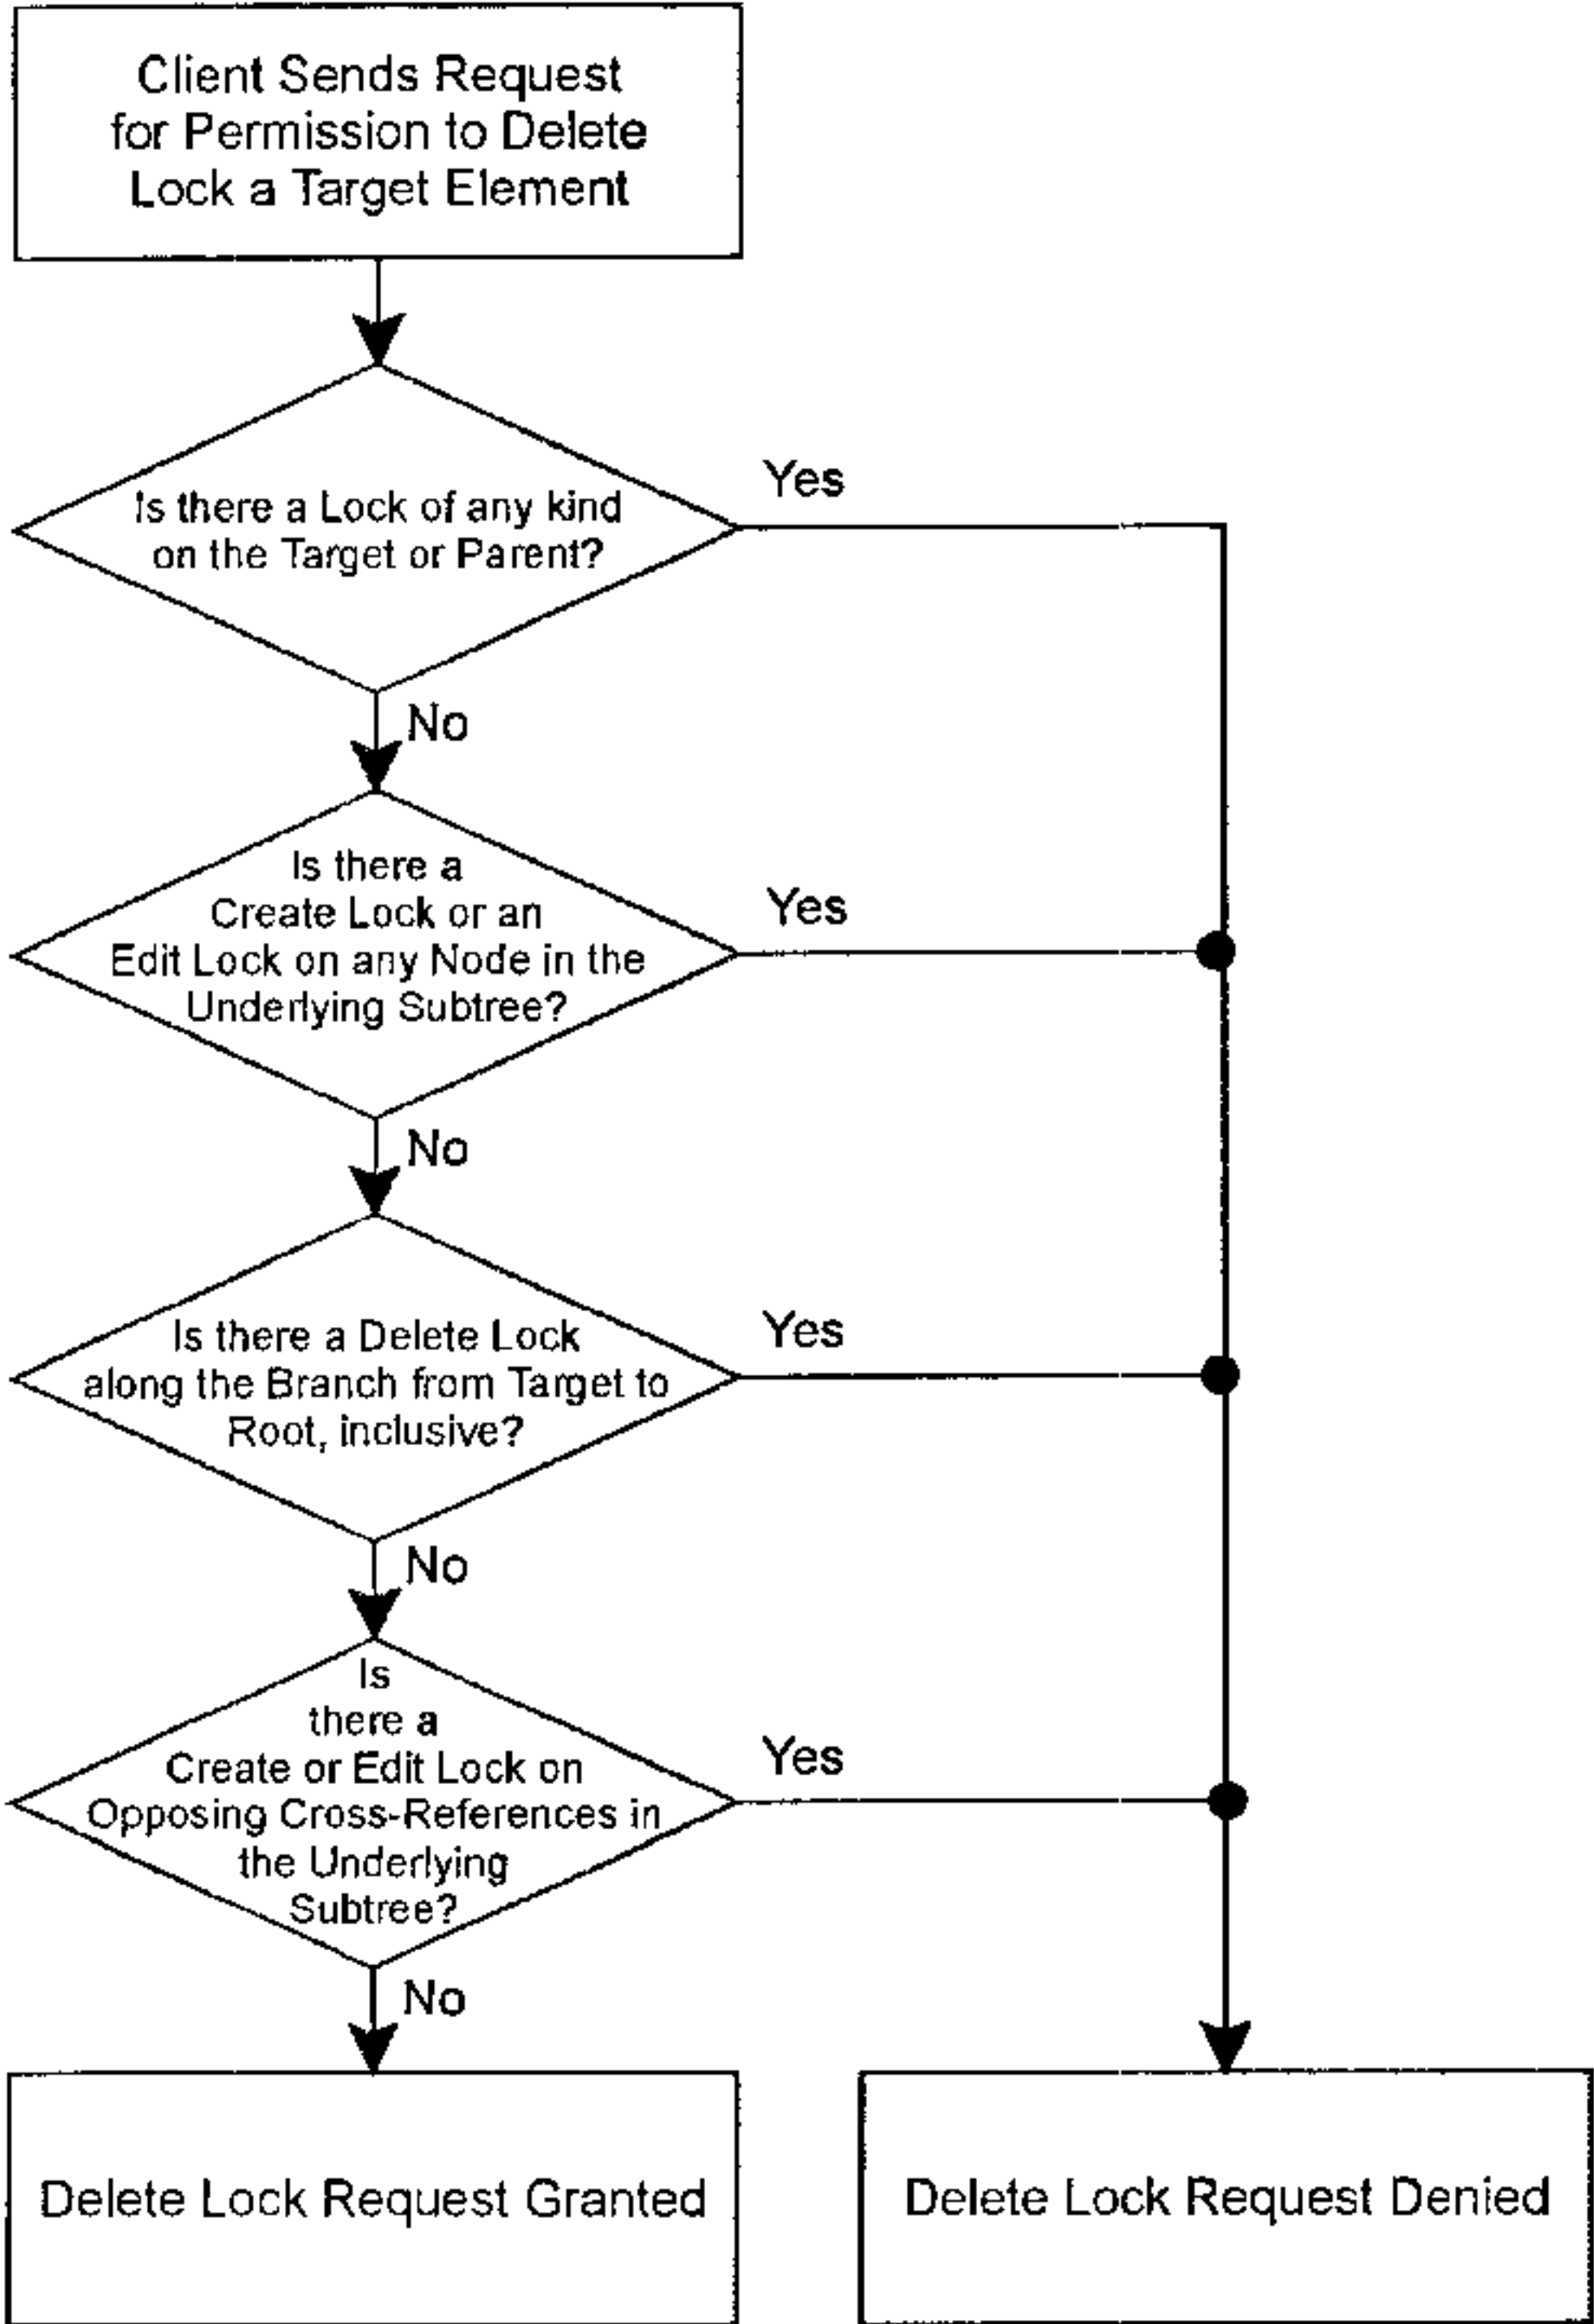 Client Sends Request
for Permission to Delete
Lock a Target Element
Is there a Lock of any kind
on the Target or Parent?
Yes
No
Is there a
Create Lock or an
Edit Lock on any Node in the
Underlying Subtree?
Yes
No
Is there a Delete Lock
along the Branch from Target to
Root, inclusive?
Yes
No
Is
there a
Create or Edit Lock on
Opposing Cross-References in
the Underlying
Subtree?
Yes
No
Delete Lock Request Granted
Delete Lock Request Denied